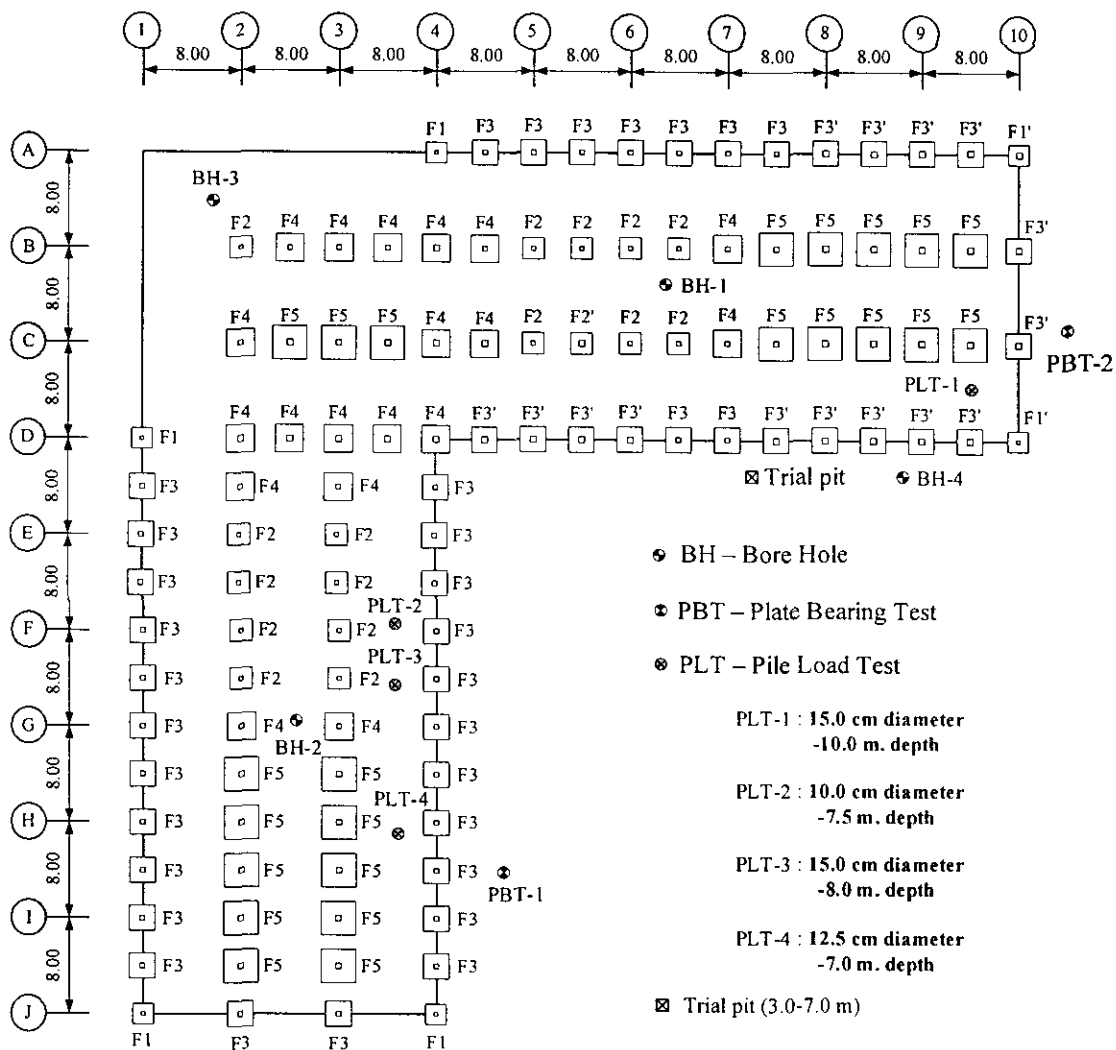 1 2 3 4 5 6 7 8 9 10
8.00 8.00 8.00 8.00 8.00 8.00 8.00 8.00 8.00
F1 F3 F3 F3 F3 F3 F3 F3 F3' F3' F3' F3' F1'
A
8.00
BH-3
F2 F4 F4 F4 F4 F4 F2 F2 F2 F2 F4 F5 F5 F5 F5 F5 F3'
B
BH-1
8.00
F4 F5 F5 F5 F4 F4 F2 F2' F2 F2 F4 F5 F5 F5 F5 F5 F3'
C
PBT-2
8.00
PLT-1
F4 F4 F4 F4 F4 F3' F3' F3' F3' F3 F3 F3' F3' F3' F3' F1'
D
F1
Trial pit BH-4
8.00
F3 F4 F4 F3
E
F3 F2 F2 F3
BH – Bore Hole
8.00
F3 F2 F2 F3
PLT-2
PBT – Plate Bearing Test
F
F3 F2 F2 F3
PLT-3
PLT – Pile Load Test
8.00
F3 F2 F2 F3
G
F3 F4 F4 F3
BH-2
PLT-1 : 15.0 cm diameter
-10.0 m. depth
8.00
F3 F5 F5 F3
PLT-4
PLT-2 : 10.0 cm diameter
-7.5 m. depth
H
F3 F5 F5 F3
8.00
F3 F5 F5 F3
PBT-1
PLT-3 : 15.0 cm diameter
-8.0 m. depth
I
F3 F5 F5 F3
8.00
PLT-4 : 12.5 cm diameter
-7.0 m. depth
F3 F5 F5 F3
J
Trial pit (3.0-7.0 m)
F1 F3 F3 F1